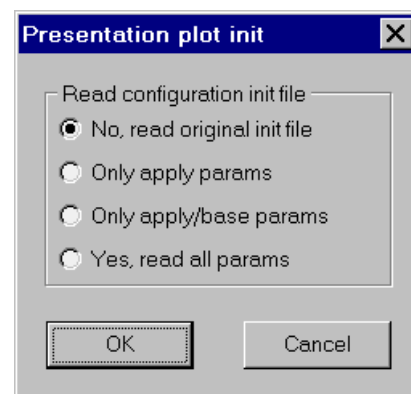 Presentation plot init
Read configuration init file
No, read original init file
Only apply params
Only apply/base params
Yes, read all params
OK
Cancel